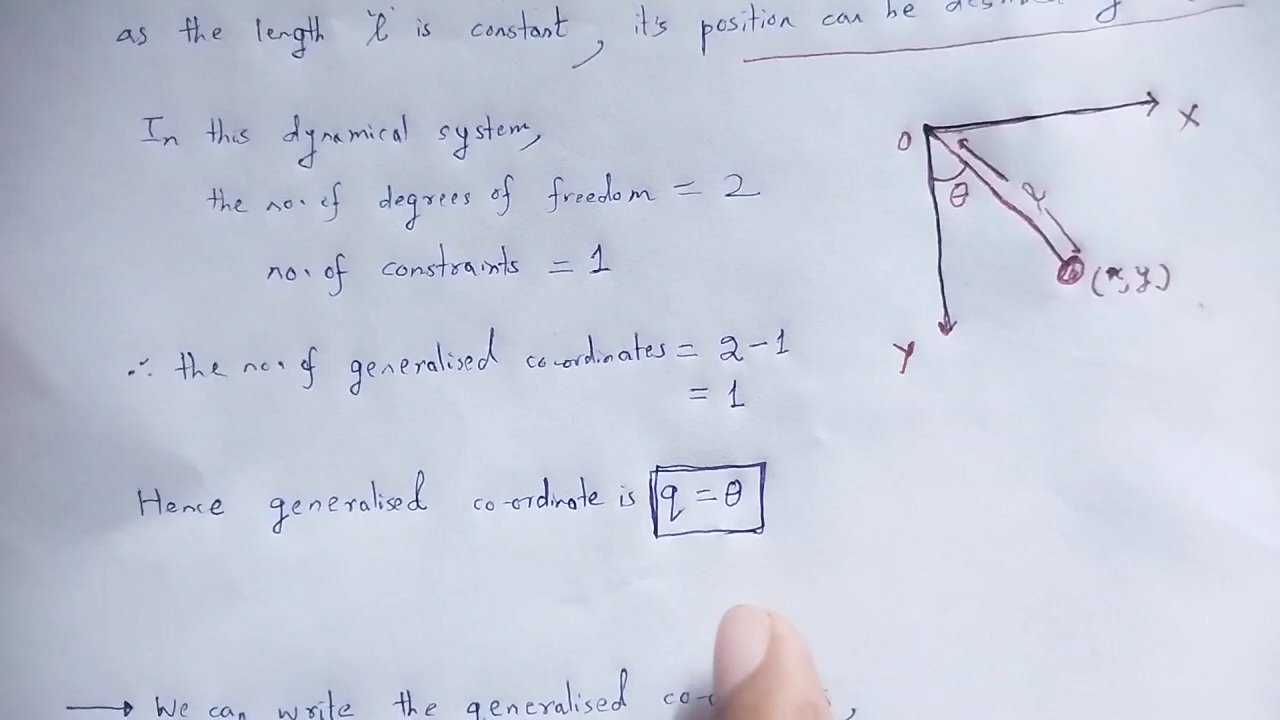 as the length 'l' is constant, it's position can be
In this dynamical system,
the no. of degrees of freedom = 2
no. of constraints = 1
∴ the no. of generalised co-ordinates = 2 - 1
= 1
Hence generalised co-ordinate is q = θ
→ We can write the generalised
O
X
θ
l
(x, y)
Y